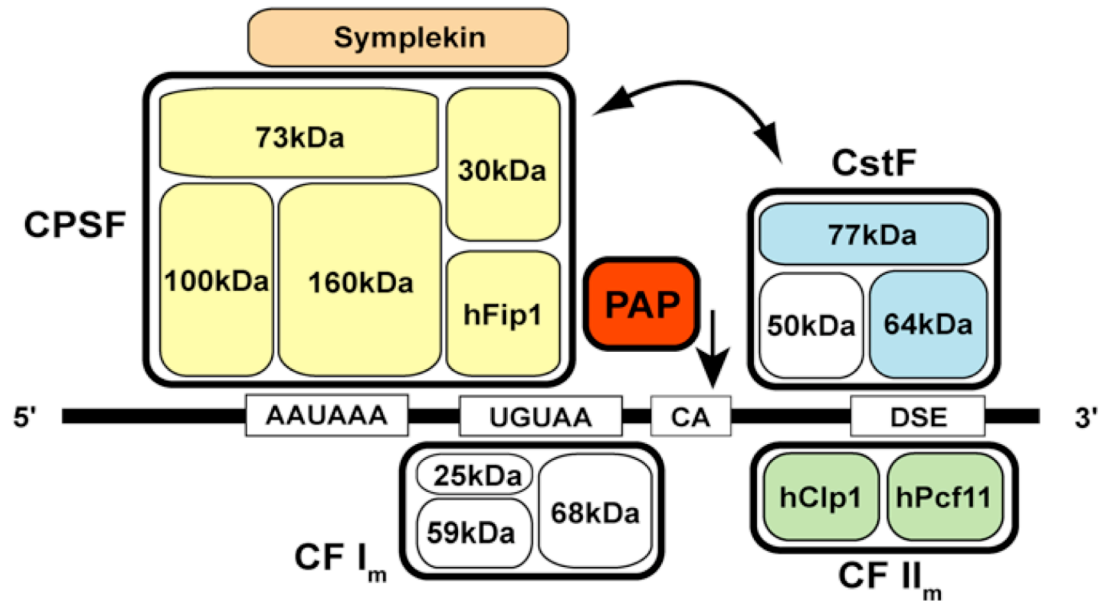 Symplekin
CPSF
73kDa
30kDa
100kDa
160kDa
hFip1
PAP
CstF
77kDa
50kDa
64kDa
5'
AAUAAA
UGUAA
CA
DSE
3'
25kDa
59kDa
68kDa
CF Im
hClp1
hPcf11
CF IIm